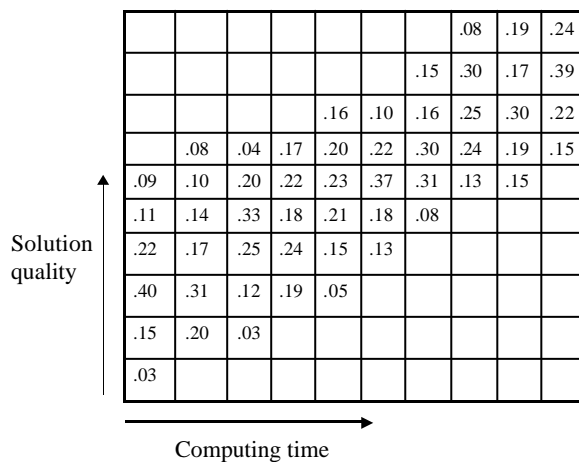 .08 .19 .24
.15 .30 .17 .39
.16 .10 .16 .25 .30 .22
.08 .04 .17 .20 .22 .30 .24 .19 .15
.09 .10 .20 .22 .23 .37 .31 .13 .15
.11 .14 .33 .18 .21 .18 .08
.22 .17 .25 .24 .15 .13
.40 .31 .12 .19 .05
.15 .20 .03
.03
Solution
quality
Computing time